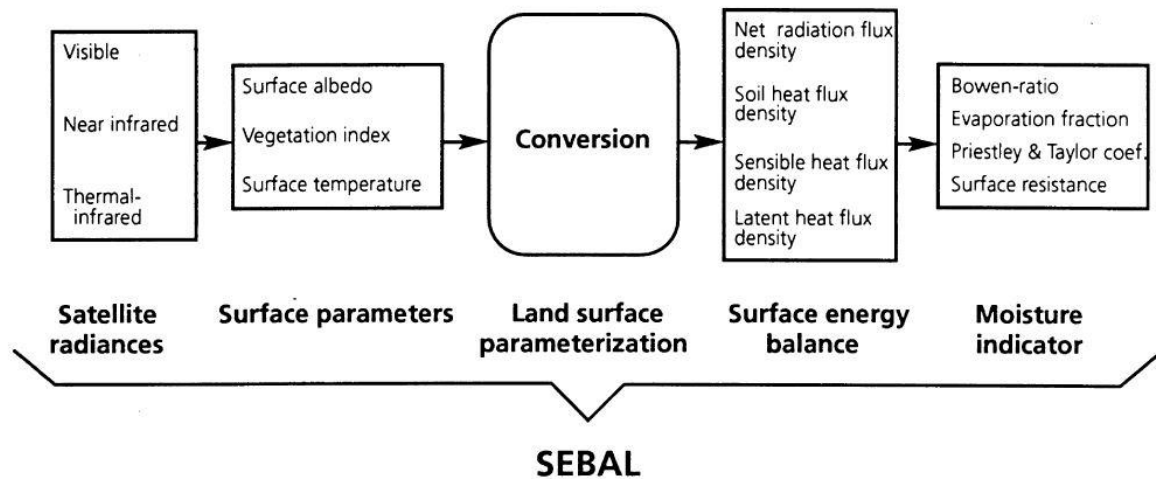 Visible
Near infrared
Thermal-
infrared
Surface albedo
Vegetation index
Surface temperature
Conversion
Net radiation flux
density
Soil heat flux
density
Sensible heat flux
density
Latent heat flux
density
Bowen-ratio
Evaporation fraction
Priestley & Taylor coef.
Surface resistance
Satellite
radiances
Surface parameters
Land surface
parameterization
Surface energy
balance
Moisture
indicator
SEBAL